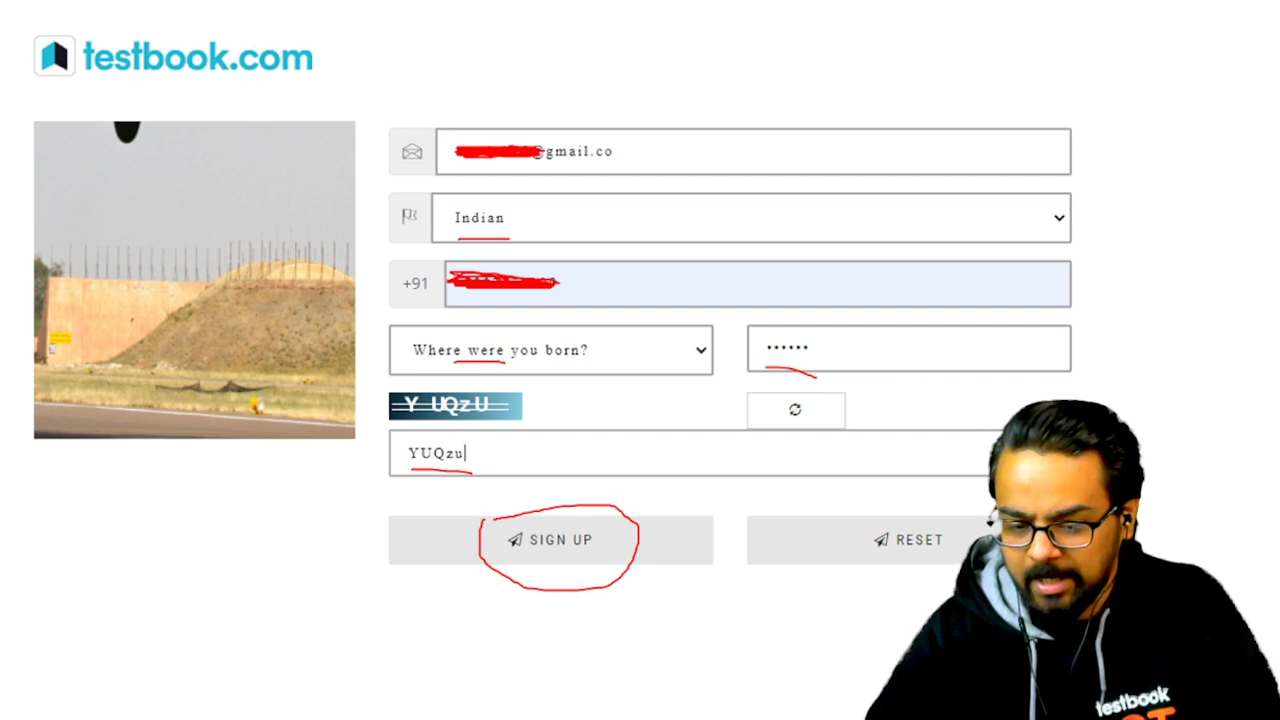 testbook.com
@gmail.co
Indian
+91
Where were you born?
••••••
Y UQzU
YUQzu
SIGN UP
RESET
testbook